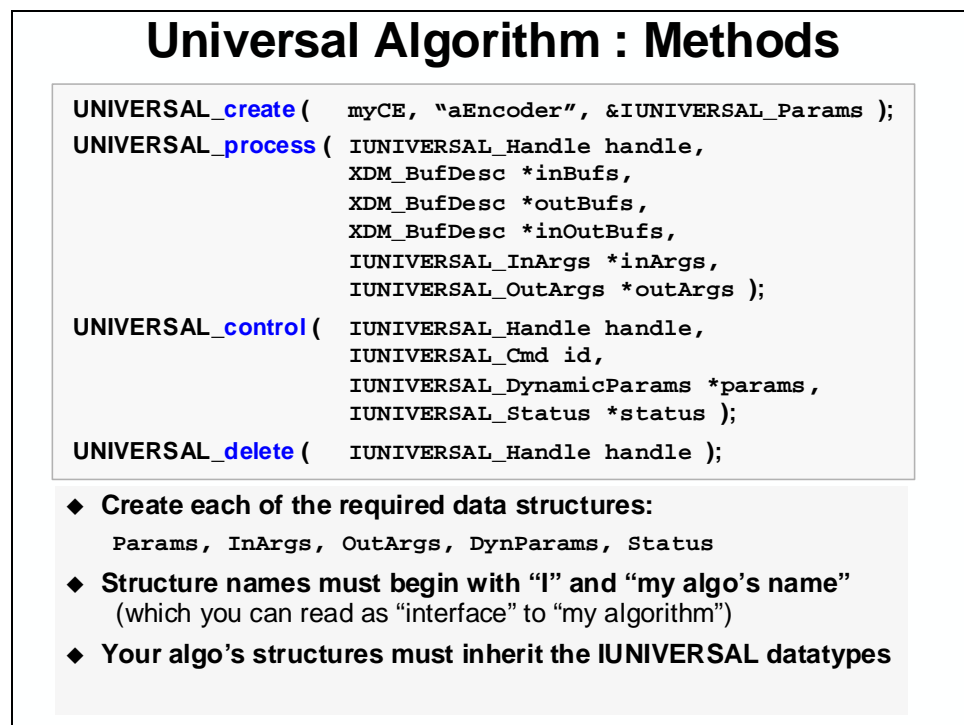 Universal Algorithm : Methods
UNIVERSAL_create ( myCE, “aEncoder”, &IUNIVERSAL_Params );
UNIVERSAL_process ( IUNIVERSAL_Handle handle,
XDM_BufDesc *inBufs,
XDM_BufDesc *outBufs,
XDM_BufDesc *inOutBufs,
IUNIVERSAL_InArgs *inArgs,
IUNIVERSAL_OutArgs *outArgs );
UNIVERSAL_control ( IUNIVERSAL_Handle handle,
IUNIVERSAL_Cmd id,
IUNIVERSAL_DynamicParams *params,
IUNIVERSAL_Status *status );
UNIVERSAL_delete ( IUNIVERSAL_Handle handle );
◆ Create each of the required data structures:
Params, InArgs, OutArgs, DynParams, Status
◆ Structure names must begin with “I” and “my algo’s name”
(which you can read as “interface” to “my algorithm”)
◆ Your algo’s structures must inherit the IUNIVERSAL datatypes